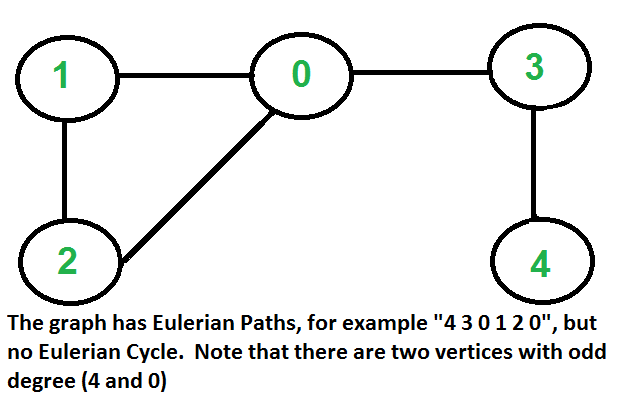 1 0 3
2 4
The graph has Eulerian Paths, for example "4 3 0 1 2 0", but
no Eulerian Cycle. Note that there are two vertices with odd
degree (4 and 0)